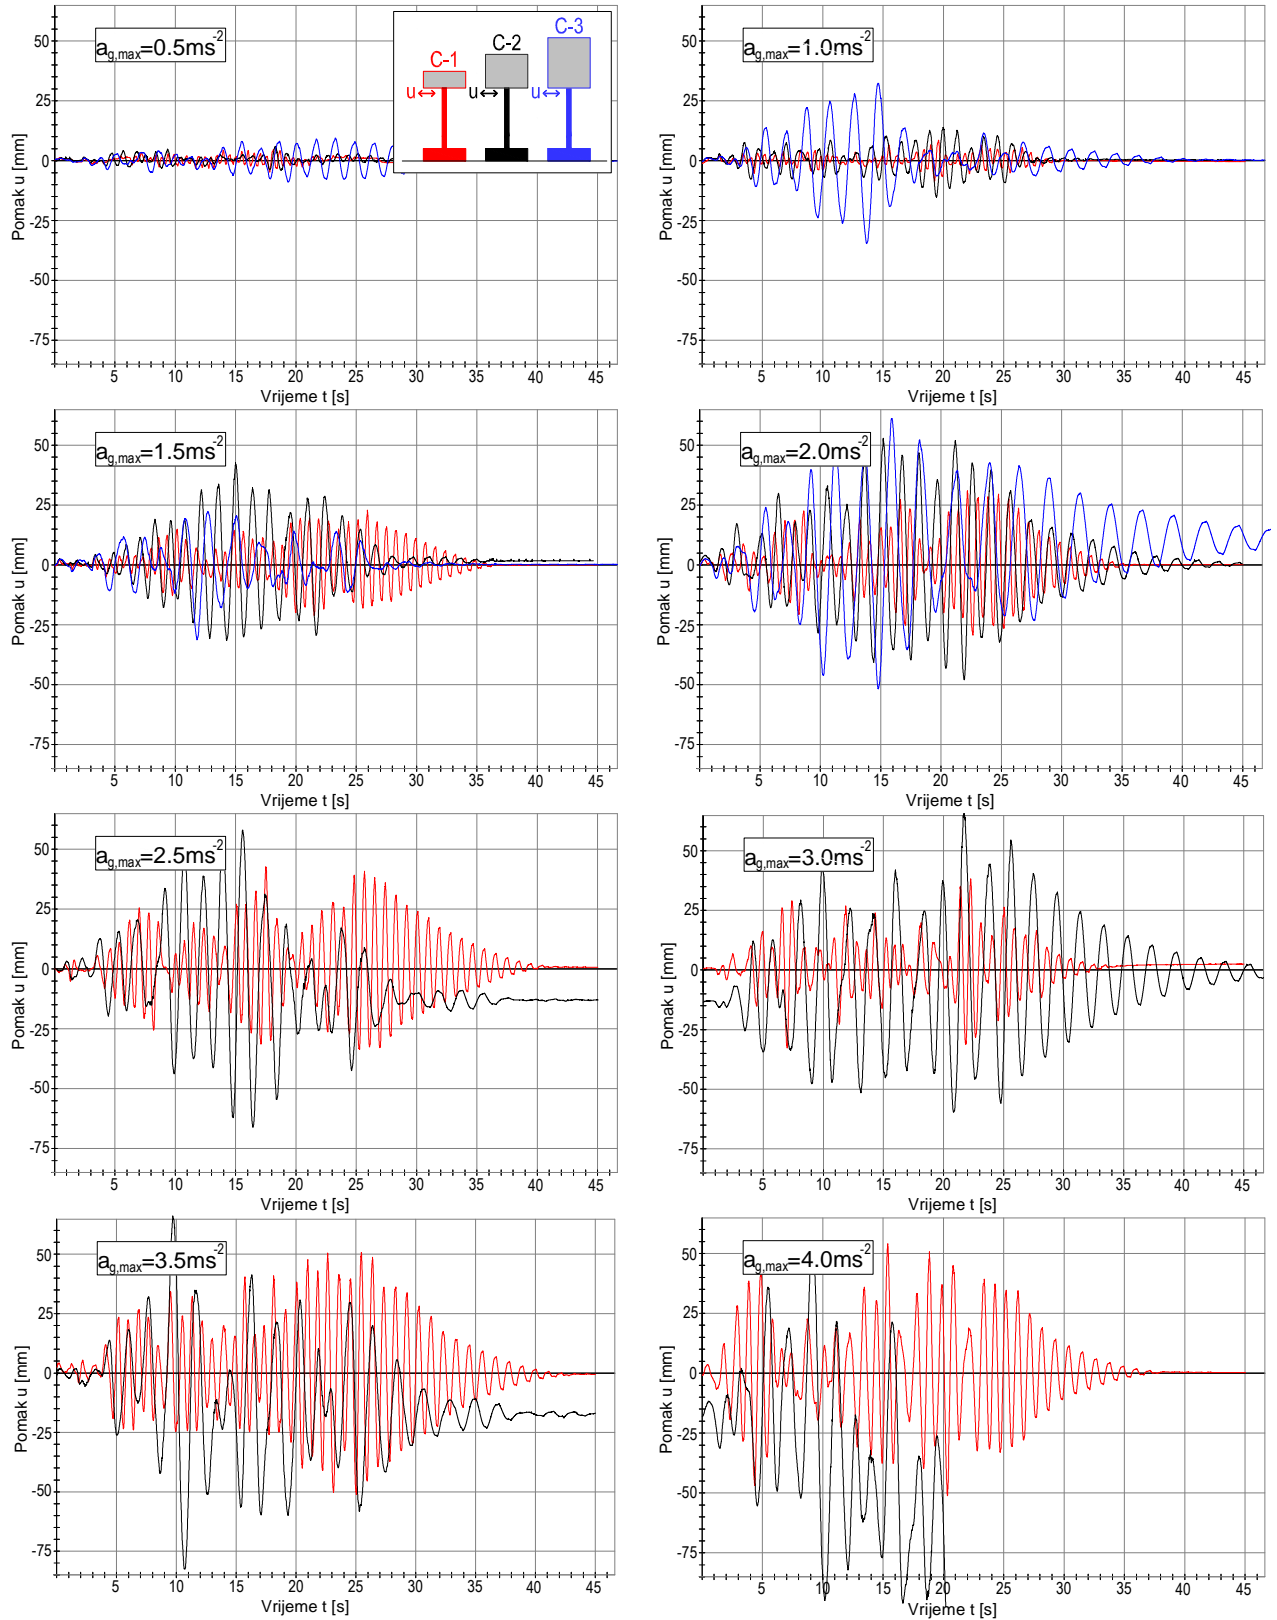 a_g,max=0.5ms^-2
C-1 C-2 C-3
u u u
Pomak u [mm]
50 25 0 -25 -50 -75
5 10 15 20 25 30 35 40 45
Vrijeme t [s]
a_g,max=1.0ms^-2
Pomak u [mm]
50 25 0 -25 -50 -75
5 10 15 20 25 30 35 40 45
Vrijeme t [s]
a_g,max=1.5ms^-2
Pomak u [mm]
50 25 0 -25 -50 -75
5 10 15 20 25 30 35 40 45
Vrijeme t [s]
a_g,max=2.0ms^-2
Pomak u [mm]
50 25 0 -25 -50 -75
5 10 15 20 25 30 35 40 45
Vrijeme t [s]
a_g,max=2.5ms^-2
Pomak u [mm]
50 25 0 -25 -50 -75
5 10 15 20 25 30 35 40 45
Vrijeme t [s]
a_g,max=3.0ms^-2
Pomak u [mm]
50 25 0 -25 -50 -75
5 10 15 20 25 30 35 40 45
Vrijeme t [s]
a_g,max=3.5ms^-2
Pomak u [mm]
50 25 0 -25 -50 -75
5 10 15 20 25 30 35 40 45
Vrijeme t [s]
a_g,max=4.0ms^-2
Pomak u [mm]
50 25 0 -25 -50 -75
5 10 15 20 25 30 35 40 45
Vrijeme t [s]